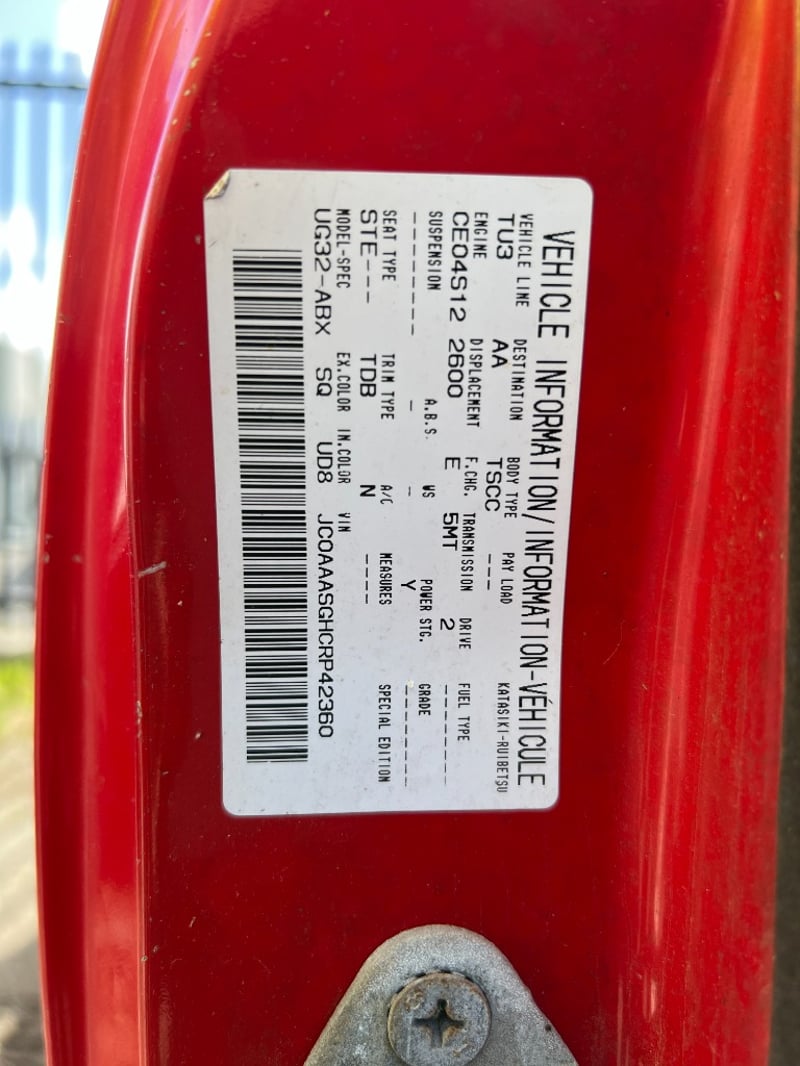 VEHICLE INFORMATION/INFORMATION-VÉHICULE
VEHICLE LINE DESTINATION BODY TYPE PAY LOAD KATASIKI-RUIBETSU
TU3 AA TSCC ---
ENGINE DISPLACEMENT F.CHG. TRANSMISSION DRIVE FUEL TYPE
CE04S12 2600 E 5MT 2 --------
SUSPENSION A.B.S. WS POWER STG. GRADE
-------- - - Y --------
SEAT TYPE TRIM TYPE A/C MEASURES SPECIAL EDITION
STE--- TDB N ----
MODEL-SPEC EX.COLOR IN.COLOR VIN
UG32-ABX SQ UD8 JC0AAASGHCRP42360